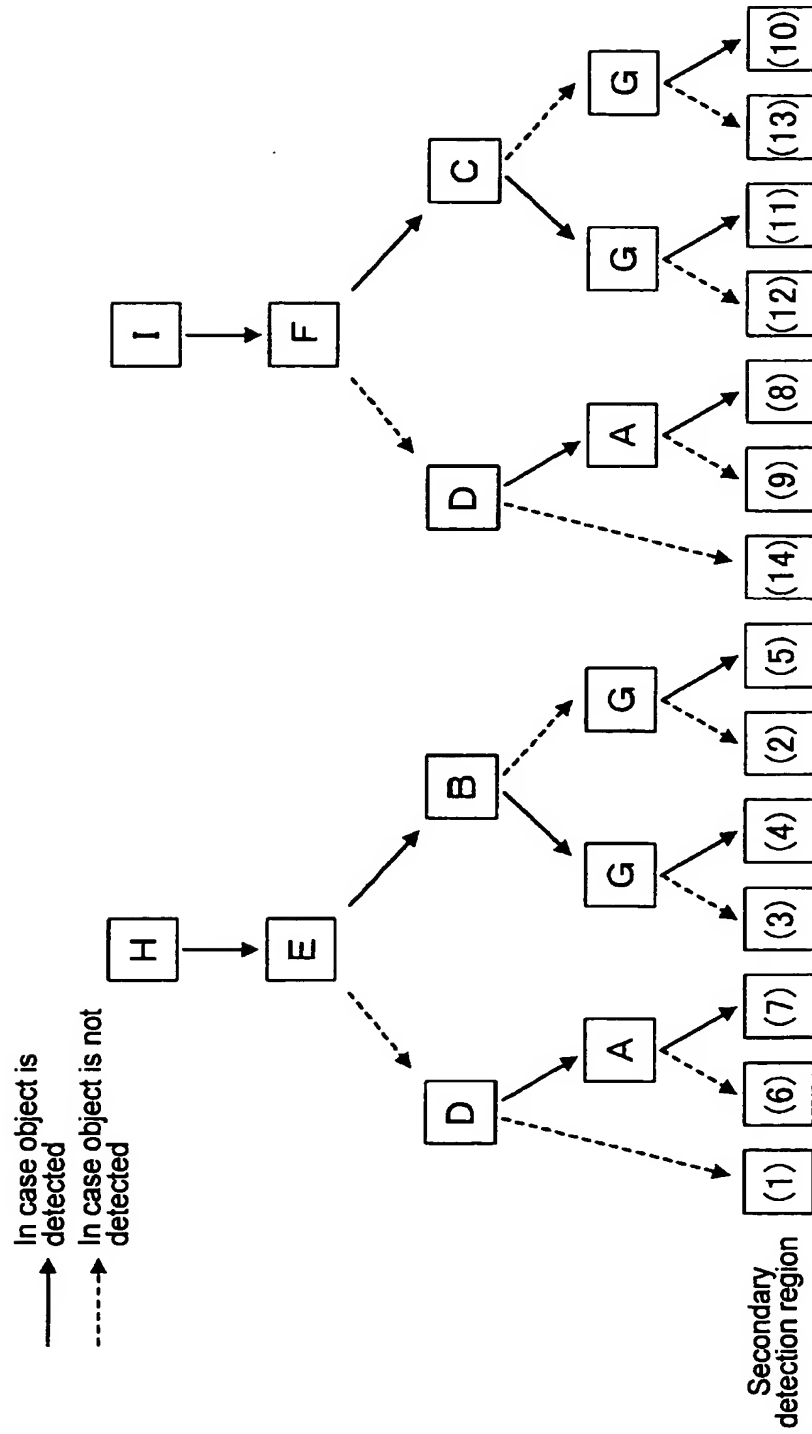 In case object is
detected
In case object is not
detected
H I
E F
D B D C
A G G A G G
Secondary
detection region
(1) (6) (7) (3) (4) (2) (5) (14) (9) (8) (12) (11) (13) (10)